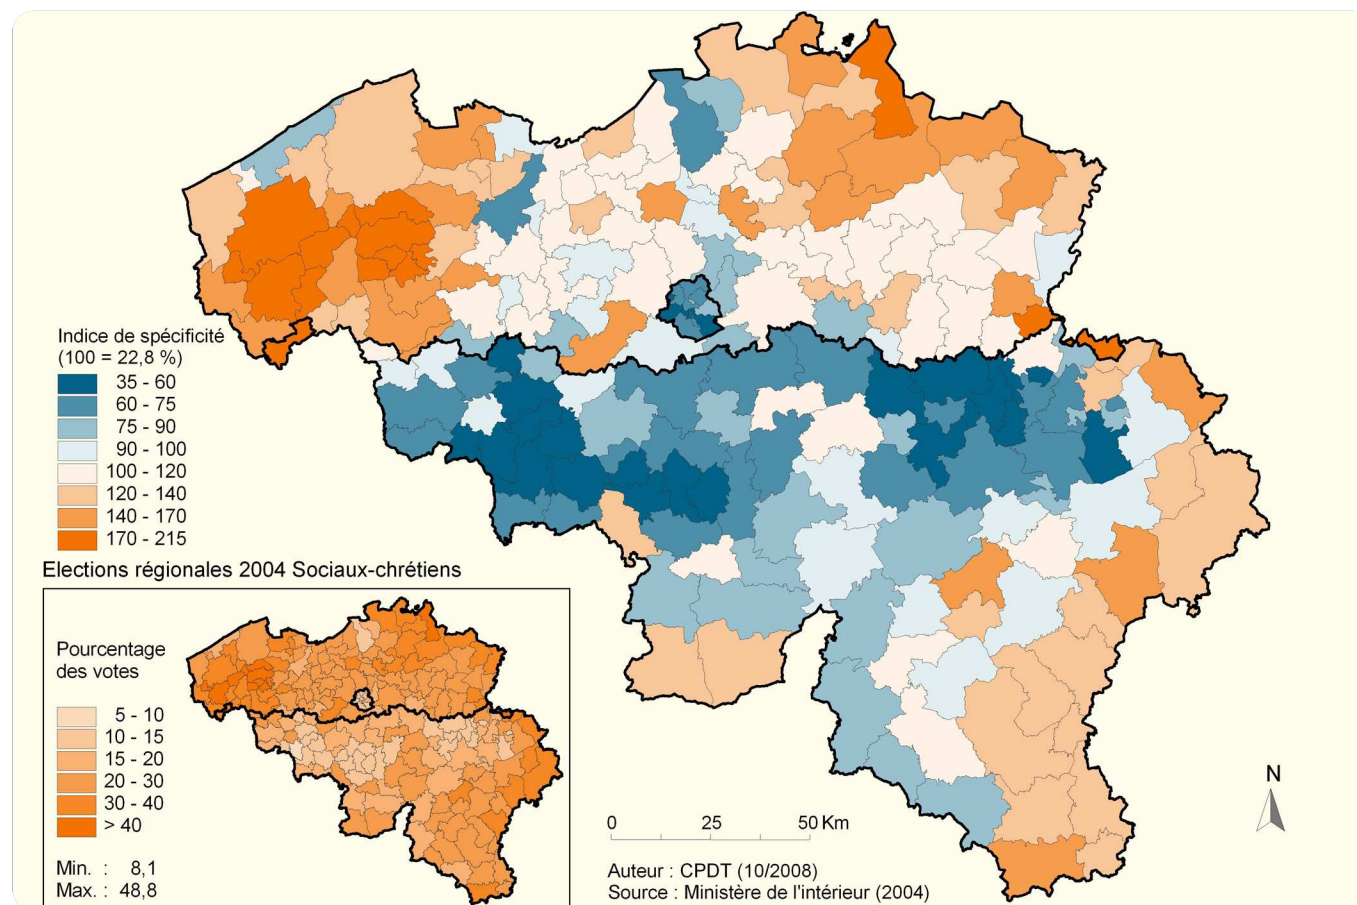 Indice de spécificité
(100 = 22,8 %)
35 - 60
60 - 75
75 - 90
90 - 100
100 - 120
120 - 140
140 - 170
170 - 215
Elections régionales 2004 Sociaux-chrétiens
Pourcentage
des votes
5 - 10
10 - 15
15 - 20
20 - 30
30 - 40
> 40
Min. : 8,1
Max. : 48,8
0 25 50 Km
Auteur : CPDT (10/2008)
Source : Ministère de l'intérieur (2004)
N